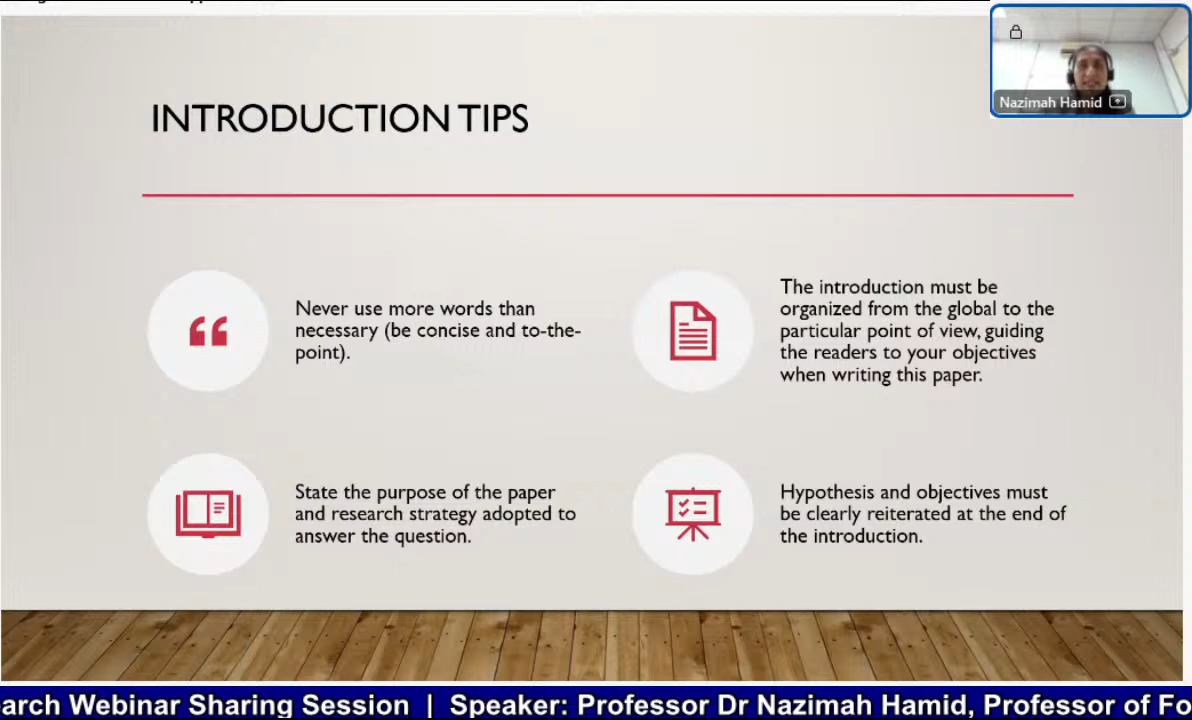 Nazimah Hamid
INTRODUCTION TIPS
Never use more words than
necessary (be concise and to-the-
point).
The introduction must be
organized from the global to the
particular point of view, guiding
the readers to your objectives
when writing this paper.
State the purpose of the paper
and research strategy adopted to
answer the question.
Hypothesis and objectives must
be clearly reiterated at the end of
the introduction.
arch Webinar Sharing Session | Speaker: Professor Dr Nazimah Hamid, Professor of Fo